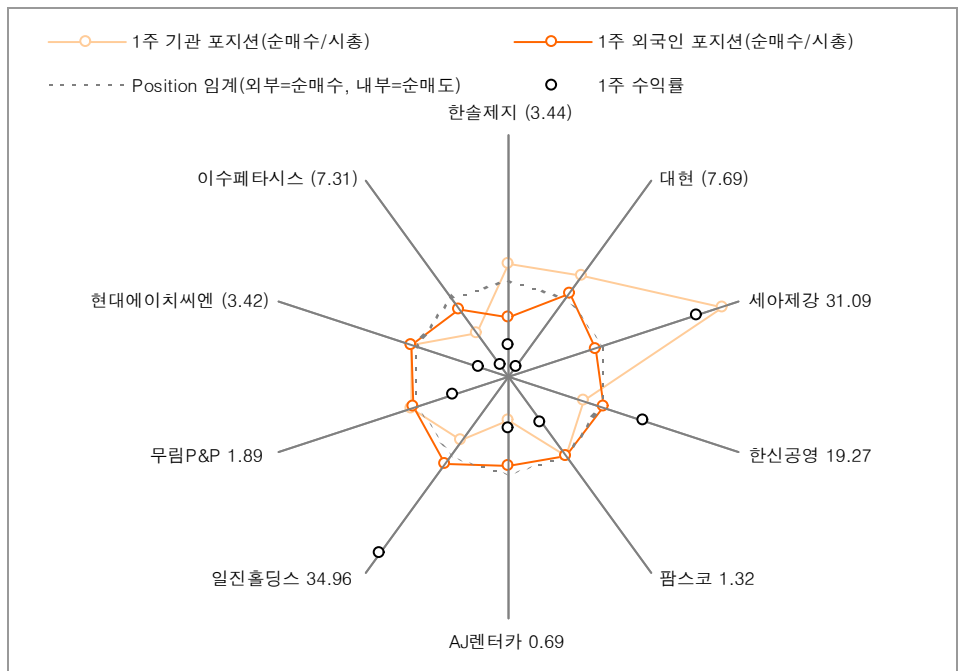 1주 기관 포지션(순매수/시총)
1주 외국인 포지션(순매수/시총)
Position 임계(외부=순매수, 내부=순매도)
1주 수익률
한솔제지 (3.44)
이수페타시스 (7.31)
대현 (7.69)
현대에이치씨엔 (3.42)
세아제강 31.09
무림P&P 1.89
한신공영 19.27
일진홀딩스 34.96
팜스코 1.32
AJ렌터카 0.69